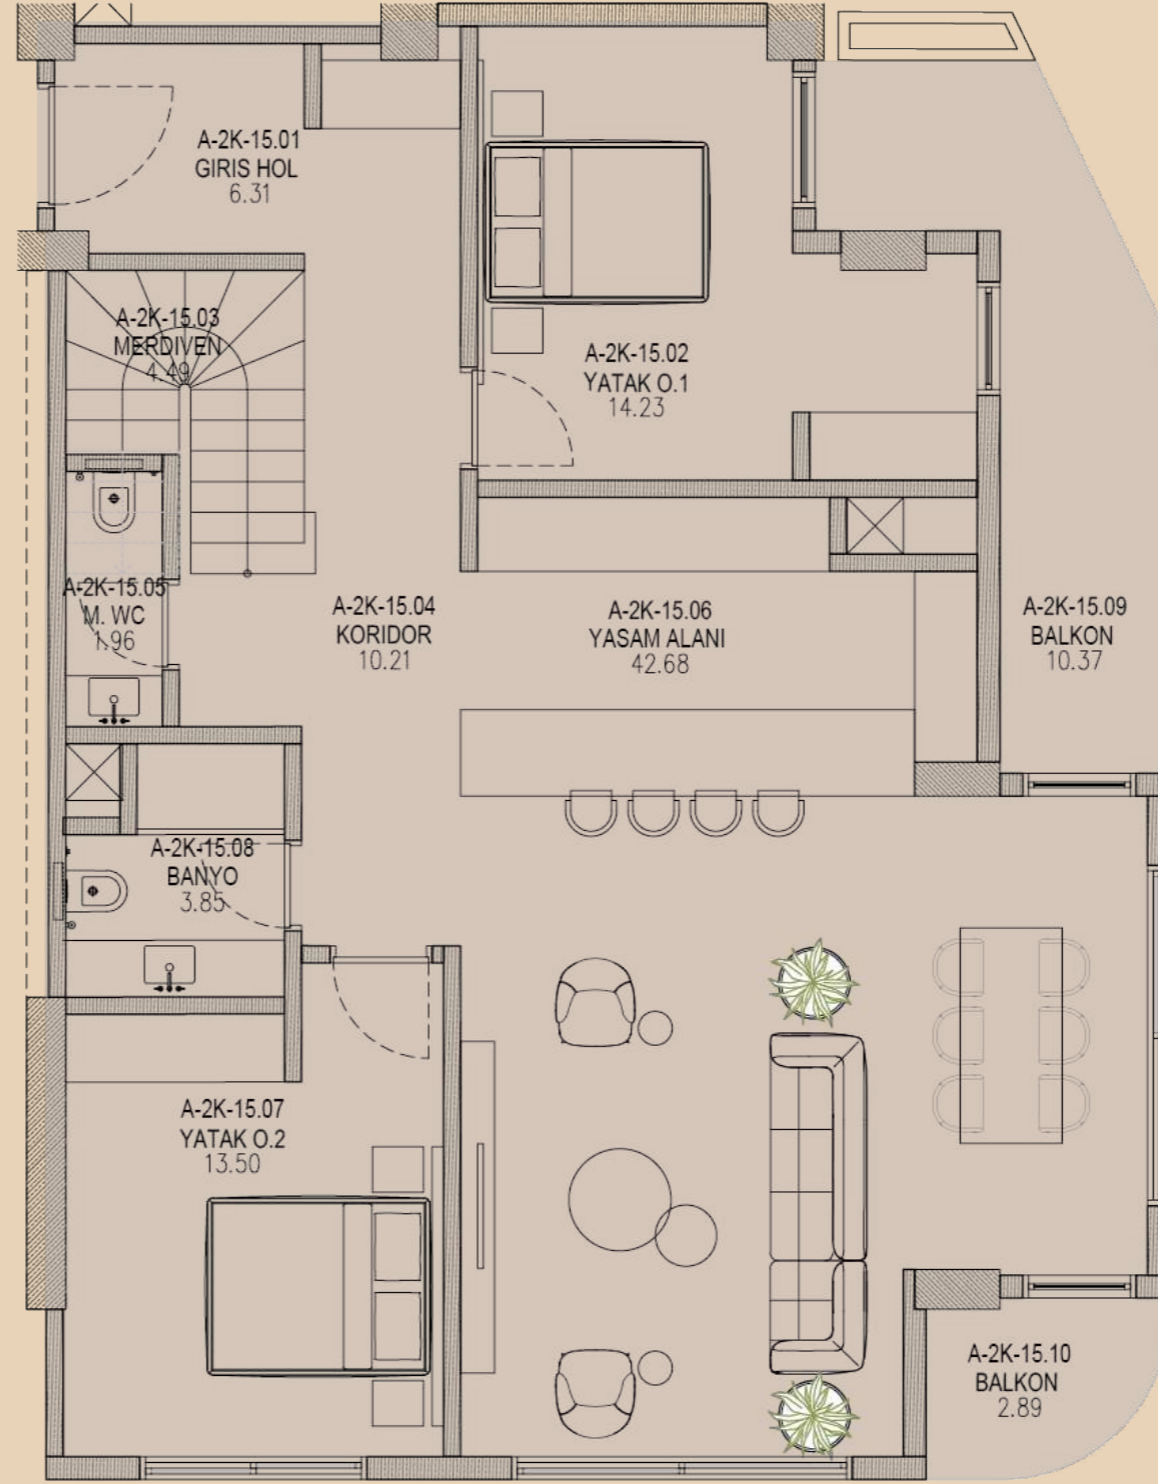 A-2K-15.01
GIRIS HOL
6.31
A-2K-15.03
MERDIVEN
4.49
A-2K-15.02
YATAK O.1
14.23
A-2K-15.05
M. WC
1.96
A-2K-15.04
KORIDOR
10.21
A-2K-15.06
YASAM ALANI
42.68
A-2K-15.09
BALKON
10.37
A-2K-15.08
BANYO
3.85
A-2K-15.07
YATAK O.2
13.50
A-2K-15.10
BALKON
2.89